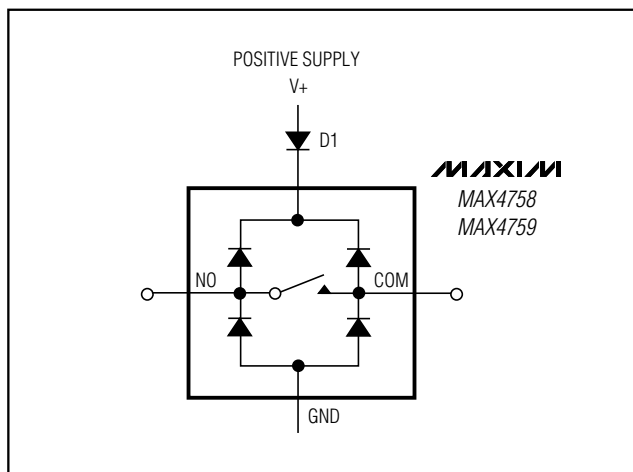 POSITIVE SUPPLY
V+
D1
MAXIM
MAX4758
MAX4759
NO
COM
GND